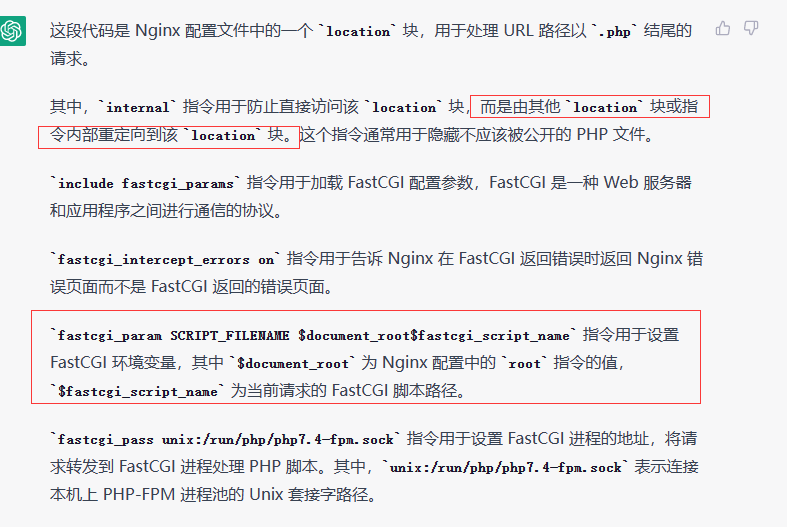 这段代码是 Nginx 配置文件中的一个 `location` 块，用于处理 URL 路径以 `.php` 结尾的
请求。
其中，`internal` 指令用于防止直接访问该 `location` 块，而是由其他 `location` 块或指
令内部重定向到该 `location` 块。这个指令通常用于隐藏不应该被公开的 PHP 文件。
`include fastcgi_params` 指令用于加载 FastCGI 配置参数，FastCGI 是一种 Web 服务器
和应用程序之间进行通信的协议。
`fastcgi_intercept_errors on` 指令用于告诉 Nginx 在 FastCGI 返回错误时返回 Nginx 错
误页面而不是 FastCGI 返回的错误页面。
`fastcgi_param SCRIPT_FILENAME $document_root$fastcgi_script_name` 指令用于设置
FastCGI 环境变量，其中 `$document_root` 为 Nginx 配置中的 `root` 指令的值，
`$fastcgi_script_name` 为当前请求的 FastCGI 脚本路径。
`fastcgi_pass unix:/run/php/php7.4-fpm.sock` 指令用于设置 FastCGI 进程的地址，将请
求转发到 FastCGI 进程处理 PHP 脚本。其中，`unix:/run/php/php7.4-fpm.sock` 表示连接
本机上 PHP-FPM 进程池的 Unix 套接字路径。